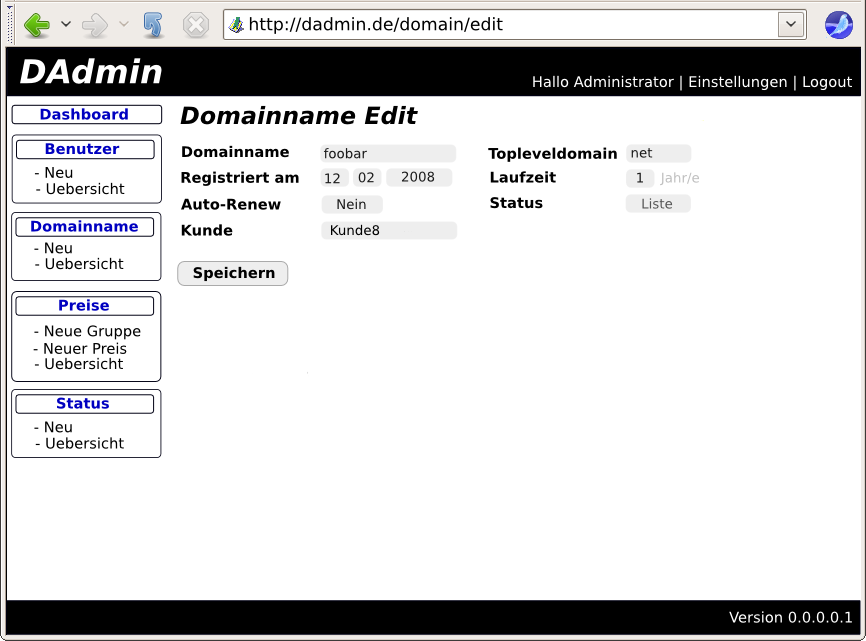 http://dadmin.de/domain/edit
DAdmin
Hallo Administrator | Einstellungen | Logout
Dashboard
Benutzer
- Neu
- Uebersicht
Domainname
- Neu
- Uebersicht
Preise
- Neue Gruppe
- Neuer Preis
- Uebersicht
Status
- Neu
- Uebersicht
Domainname Edit
Domainname foobar Topleveldomain net
Registriert am 12 02 2008 Laufzeit 1 Jahr/e
Auto-Renew Nein Status Liste
Kunde Kunde8
Speichern
Version 0.0.0.0.1